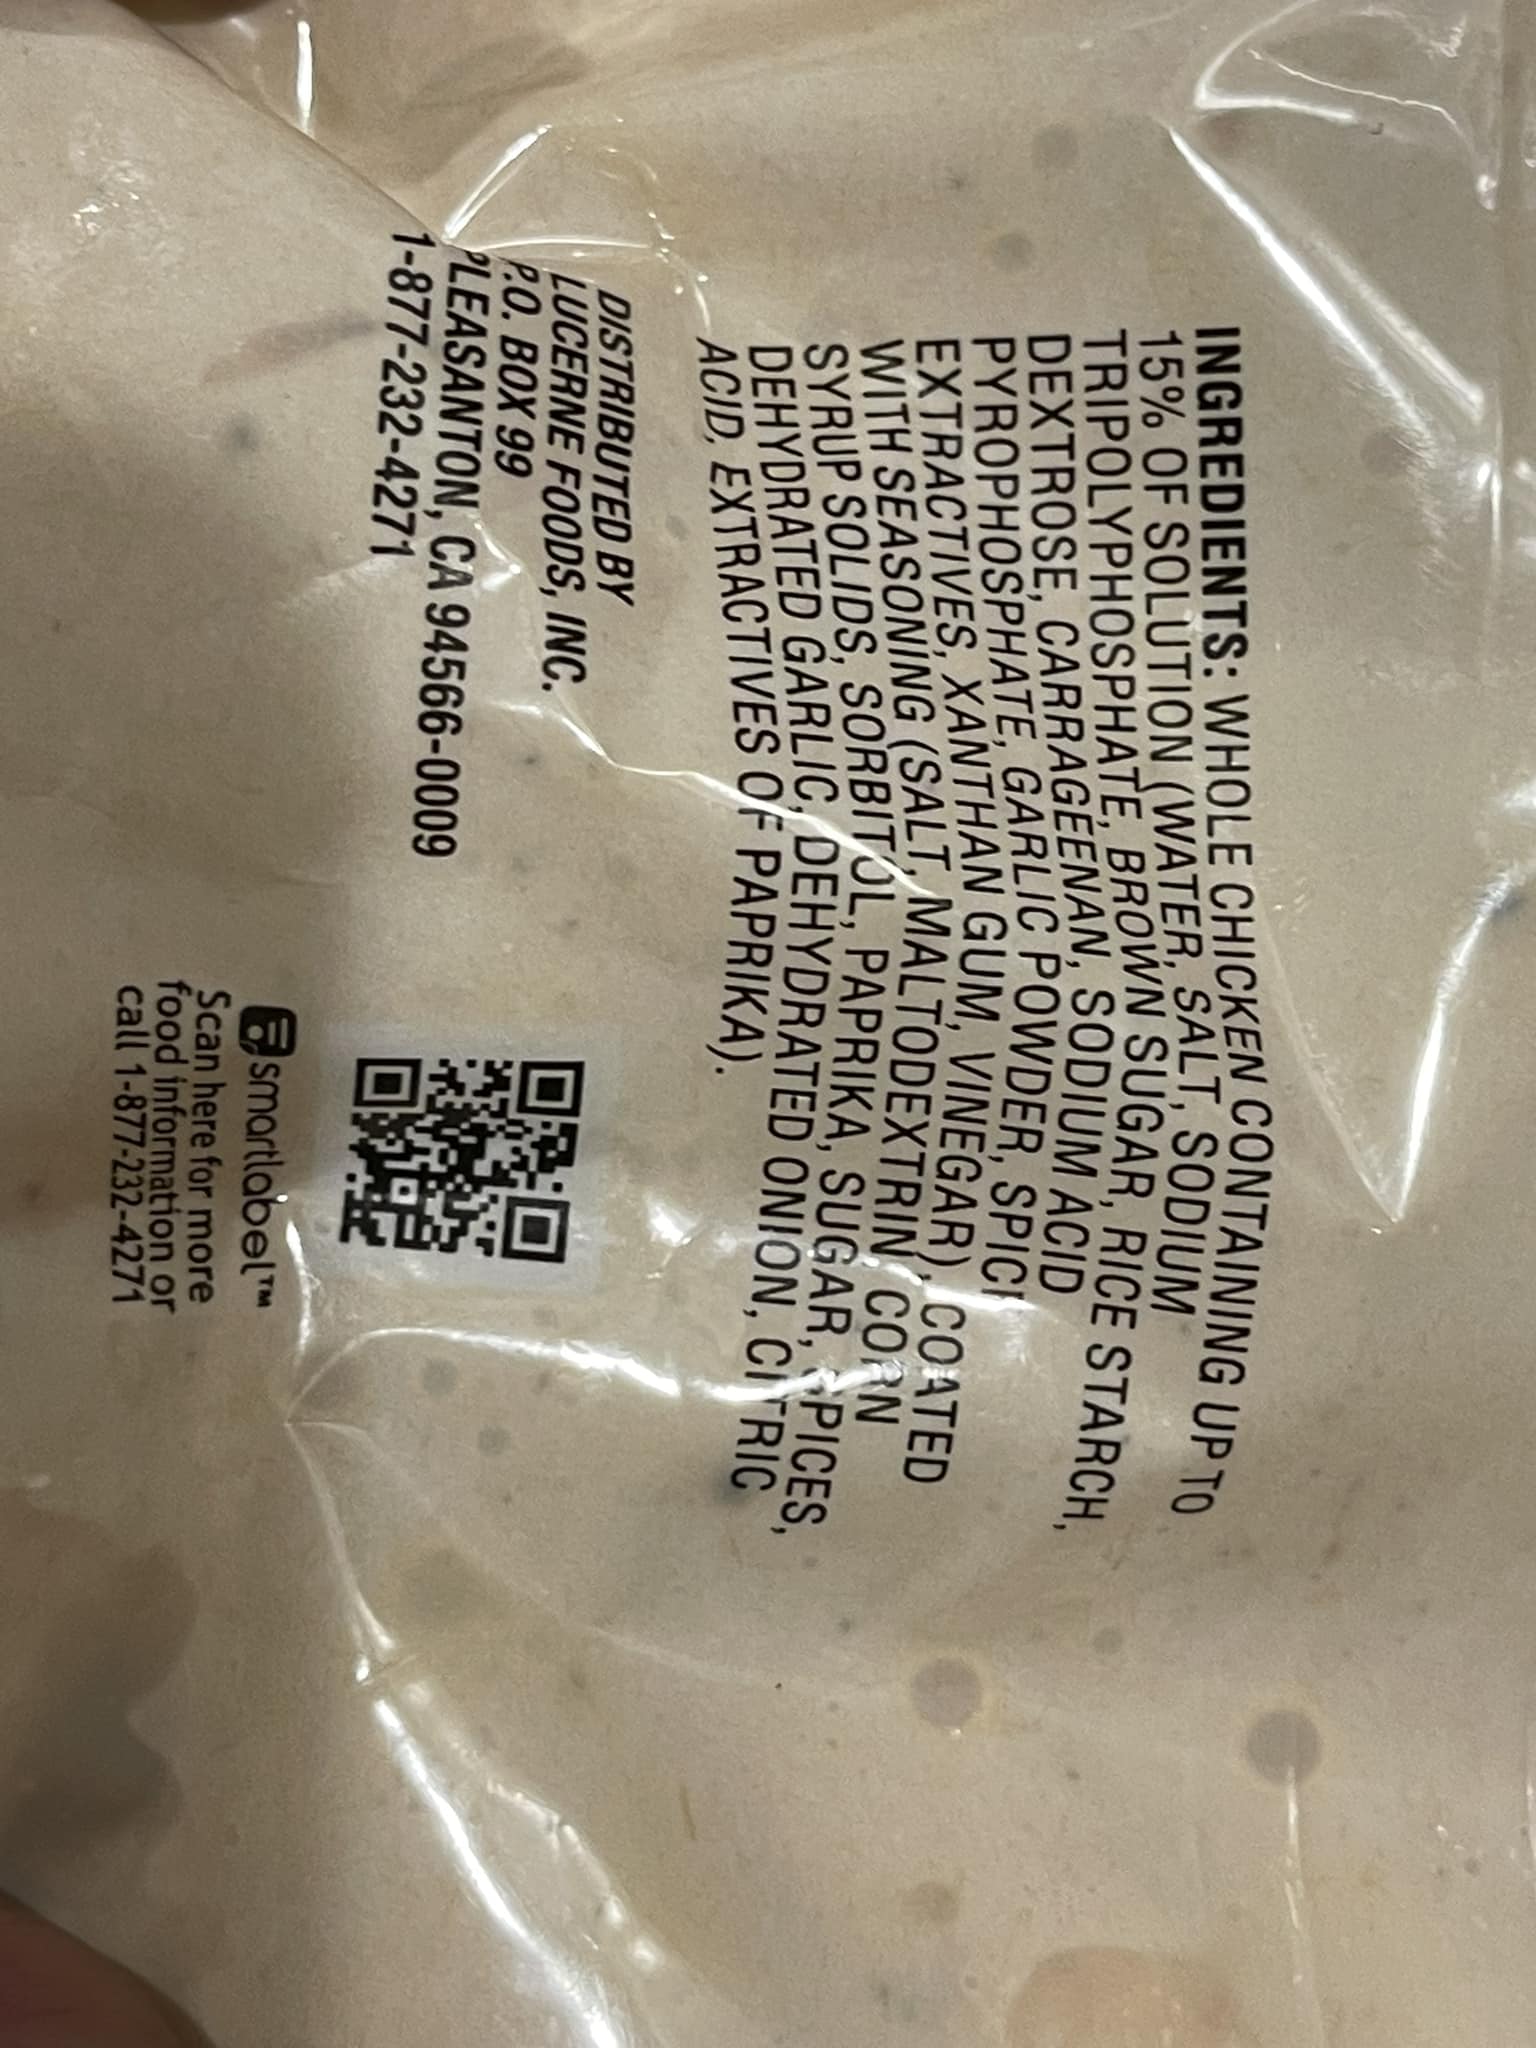 INGREDIENTS: WHOLE CHICKEN CONTAINING UP TO
15% OF SOLUTION (WATER, SALT, SODIUM
TRIPOLYPHOSPHATE, BROWN SUGAR, RICE STARCH,
DEXTROSE, CARRAGEENAN, SODIUM ACID
PYROPHOSPHATE, GARLIC POWDER, SPICE
EXTRACTIVES, XANTHAN GUM, VINEGAR), COATED
WITH SEASONING (SALT, MALTODEXTRIN, CORN
SYRUP SOLIDS, SORBITOL, PAPRIKA, SUGAR, SPICES,
DEHYDRATED GARLIC, DEHYDRATED ONION, CITRIC
ACID, EXTRACTIVES OF PAPRIKA).
DISTRIBUTED BY
LUCERNE FOODS, INC.
P.O. BOX 99
PLEASANTON, CA 94566-0009
1-877-232-4271
smartlabel™
Scan here for more
food information or
call 1-877-232-4271